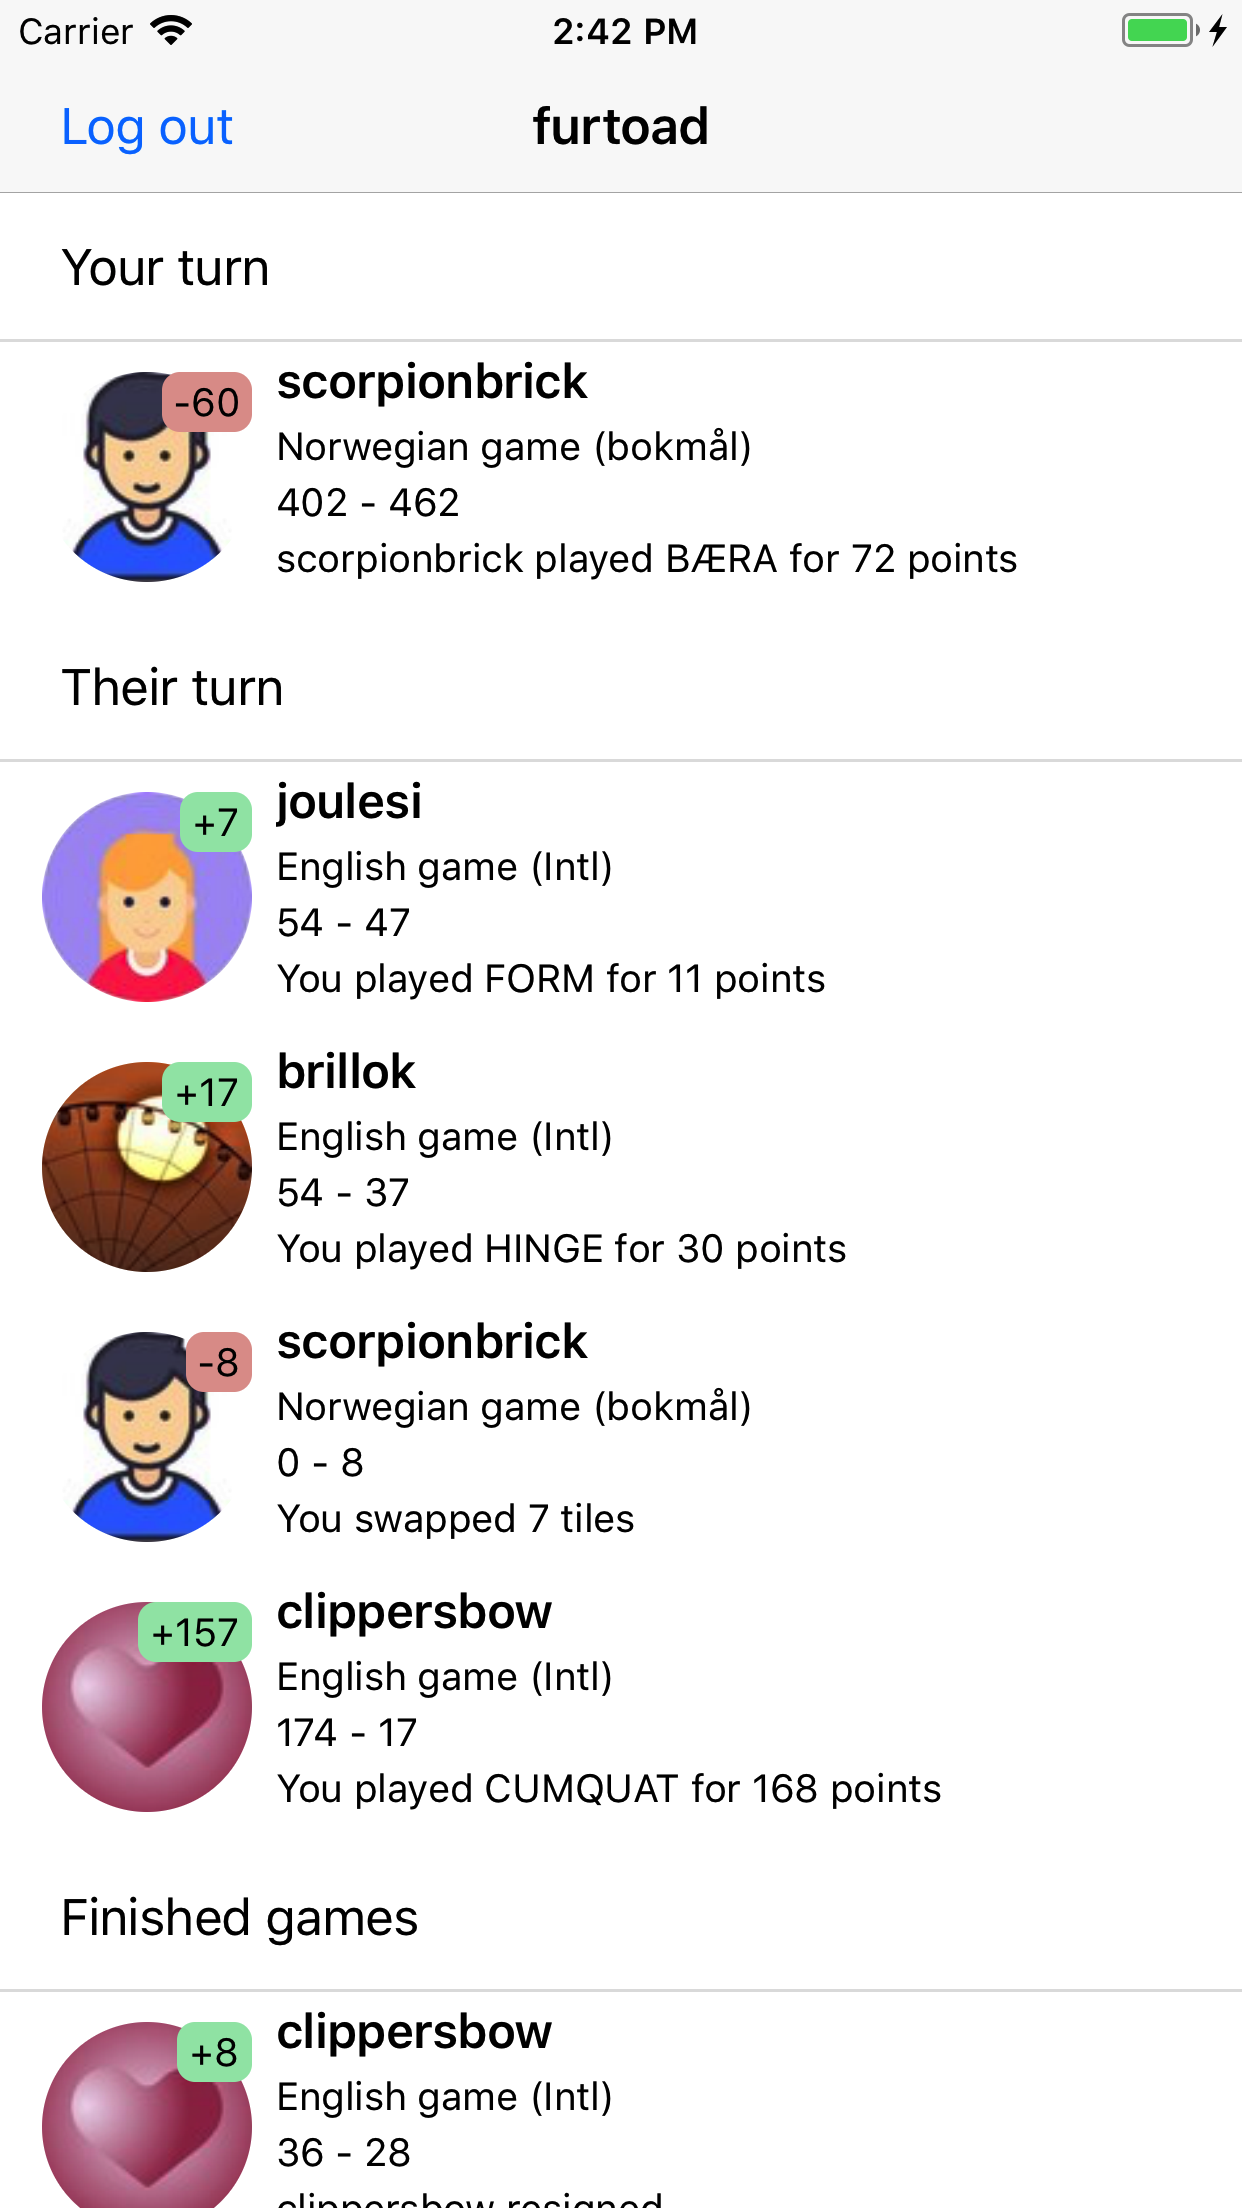 Carrier 2:42 PM
Log out furtoad
Your turn
-60
scorpionbrick
Norwegian game (bokmål)
402 - 462
scorpionbrick played BÆRA for 72 points
Their turn
+7
joulesi
English game (Intl)
54 - 47
You played FORM for 11 points
+17
brillok
English game (Intl)
54 - 37
You played HINGE for 30 points
-8
scorpionbrick
Norwegian game (bokmål)
0 - 8
You swapped 7 tiles
+157
clippersbow
English game (Intl)
174 - 17
You played CUMQUAT for 168 points
Finished games
+8
clippersbow
English game (Intl)
36 - 28
clippersbow resigned